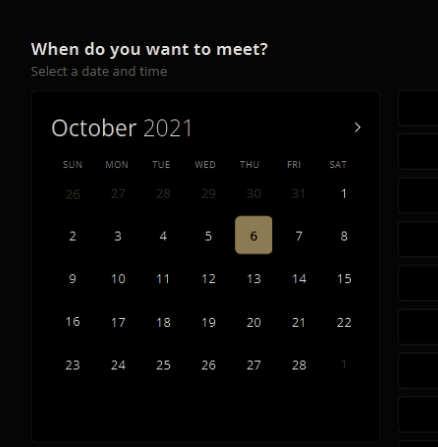 When do you want to meet?
Select a date and time
October 2021 >
SUN MON TUE WED THU FRI SAT
26 27 28 29 30 31 1
2 3 4 5 6 7 8
9 10 11 12 13 14 15
16 17 18 19 20 21 22
23 24 25 26 27 28 1